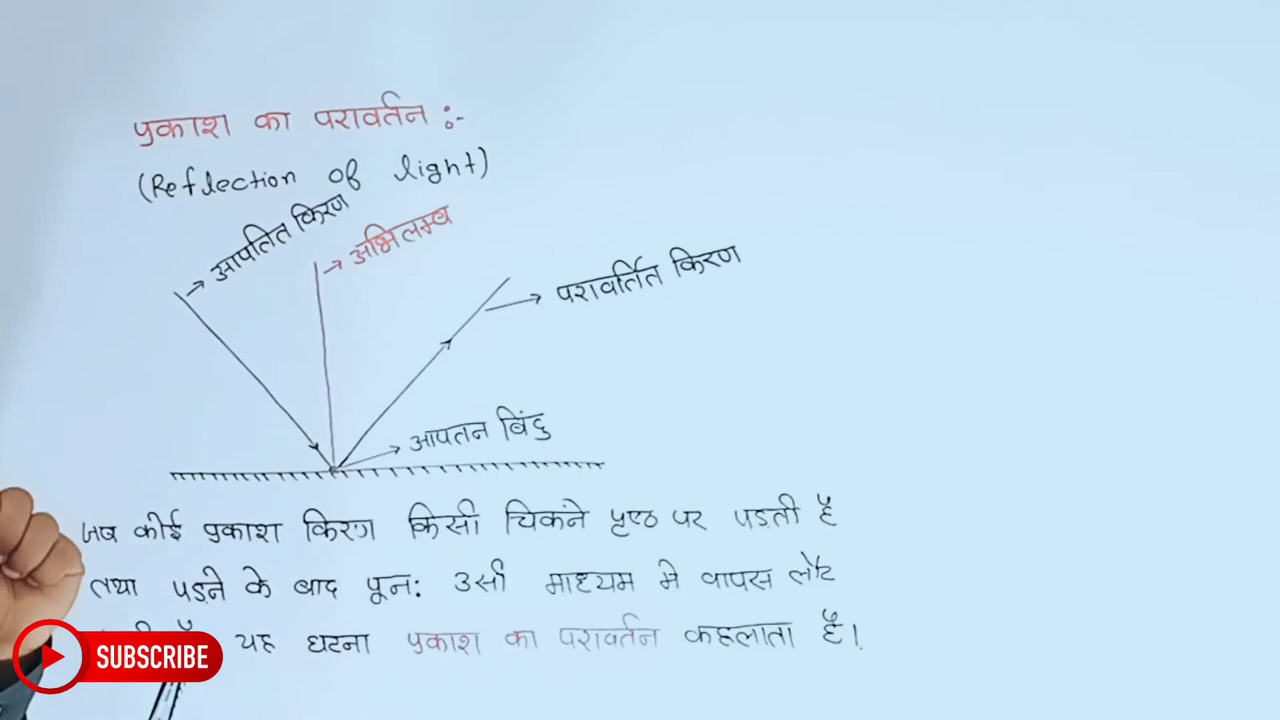 प्रकाश का परावर्तन :-
(Reflection of light)
आपतित किरण
अभिलम्ब
परावर्तित किरण
आपतन बिंदु
जब कोई प्रकाश किरण किसी चिकने पृष्ठ पर पडती है
तथा पड़ने के बाद पून: उसी माध्यम मे वापस लौट
यह घटना प्रकाश का परावर्तन कहलाता है।
SUBSCRIBE